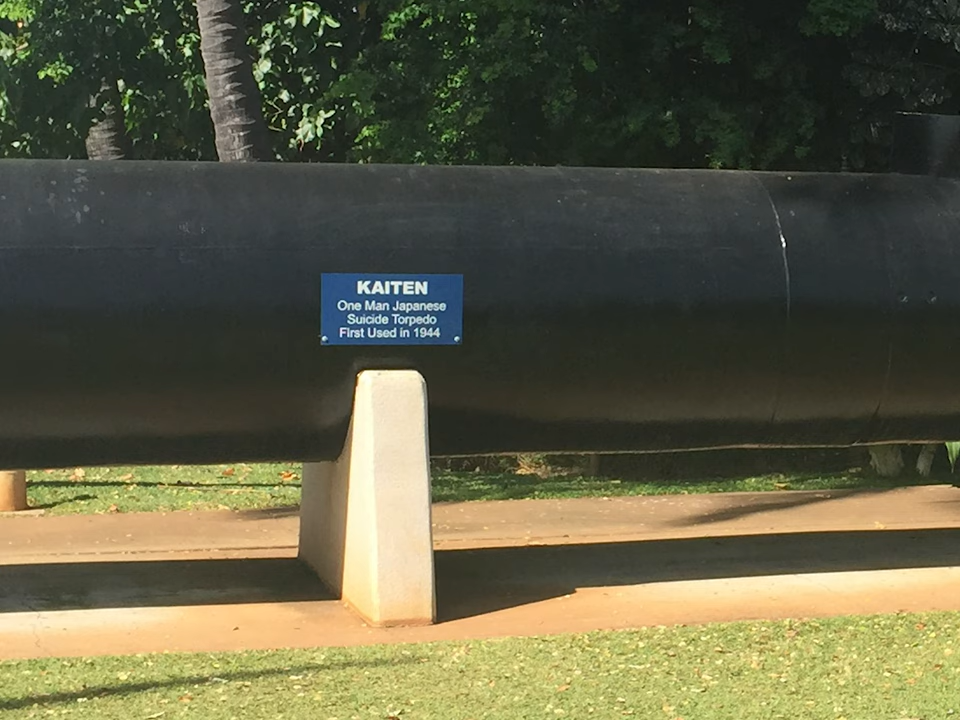 KAITEN
One Man Japanese
Suicide Torpedo
First Used in 1944